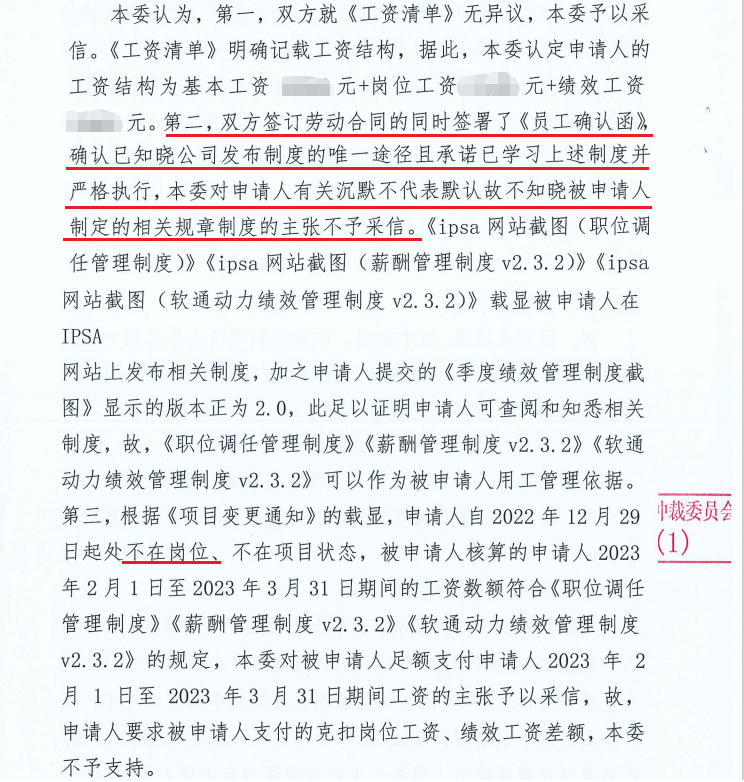 本委认为，第一，双方就《工资清单》无异议，本委予以采
信。《工资清单》明确记载工资结构，据此，本委认定申请人的
工资结构为基本工资 元+岗位工资 元+绩效工资
元。第二，双方签订劳动合同的同时签署了《员工确认函》，
确认已知晓公司发布制度的唯一途径且承诺已学习上述制度并
严格执行，本委对申请人有关沉默不代表默认故不知晓被申请人
制定的相关规章制度的主张不予采信。《ipsa 网站截图（职位调
任管理制度）》《ipsa 网站截图（薪酬管理制度 v2.3.2）》《ipsa
网站截图（软通动力绩效管理制度 v2.3.2）》载显被申请人在
IPSA
网站上发布相关制度，加之申请人提交的《季度绩效管理制度截
图》显示的版本正为 2.0，此足以证明申请人可查阅和知悉相关
制度，故，《职位调任管理制度》《薪酬管理制度 v2.3.2》《软通
动力绩效管理制度 v2.3.2》可以作为被申请人用工管理依据。
第三，根据《项目变更通知》的载显，申请人自 2022 年 12 月 29
日起处不在岗位、不在项目状态，被申请人核算的申请人 2023
年 2 月 1 日至 2023 年 3 月 31 日期间的工资数额符合《职位调任
管理制度》《薪酬管理制度 v2.3.2》《软通动力绩效管理制度
v2.3.2》的规定，本委对被申请人足额支付申请人 2023 年 2
月 1 日至 2023 年 3 月 31 日期间工资的主张予以采信，故，
申请人要求被申请人支付的克扣岗位工资、绩效工资差额，本委
不予支持。
仲裁委员会
(1)